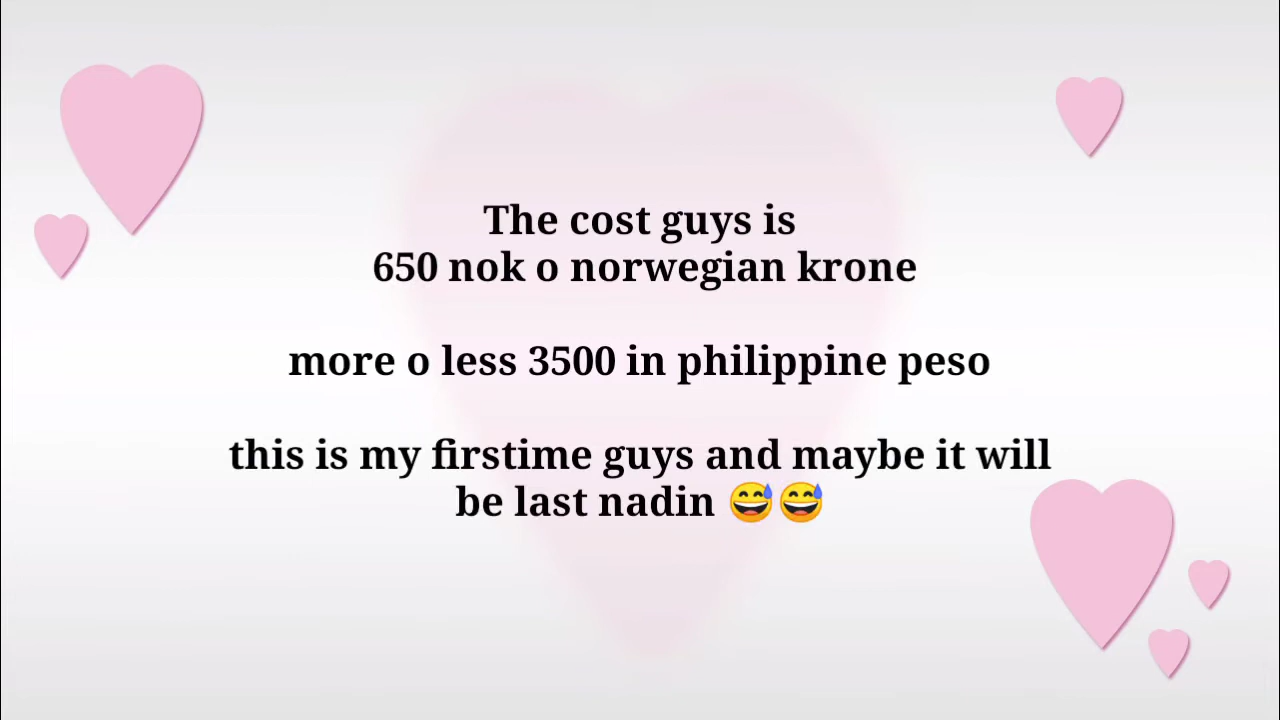 The cost guys is
650 nok o norwegian krone
more o less 3500 in philippine peso
this is my firstime guys and maybe it will
be last nadin 😅😅